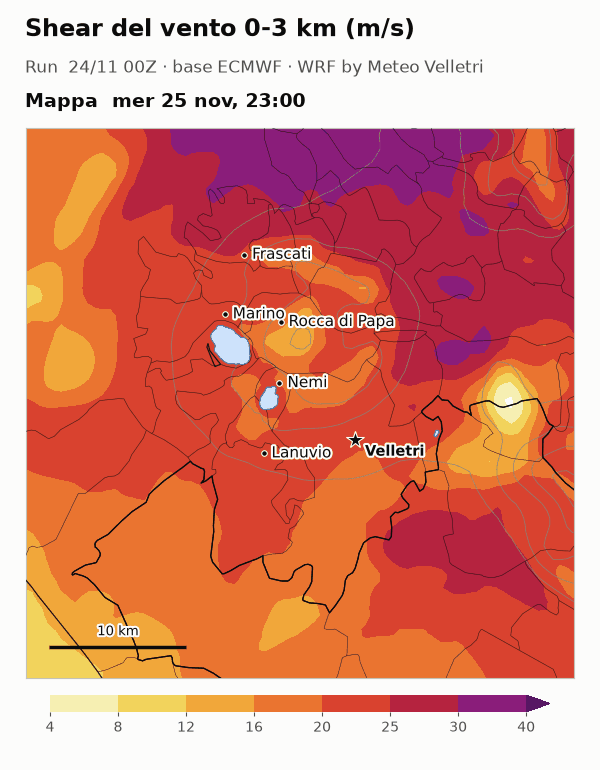 Shear del vento 0-3 km (m/s)
Run  24/11 00Z · base ECMWF · WRF by Meteo Velletri
Mappa  mer 25 nov, 23:00
Frascati
Marino
Rocca di Papa
Nemi
Velletri
Lanuvio
10 km
4 8 12 16 20 25 30 40